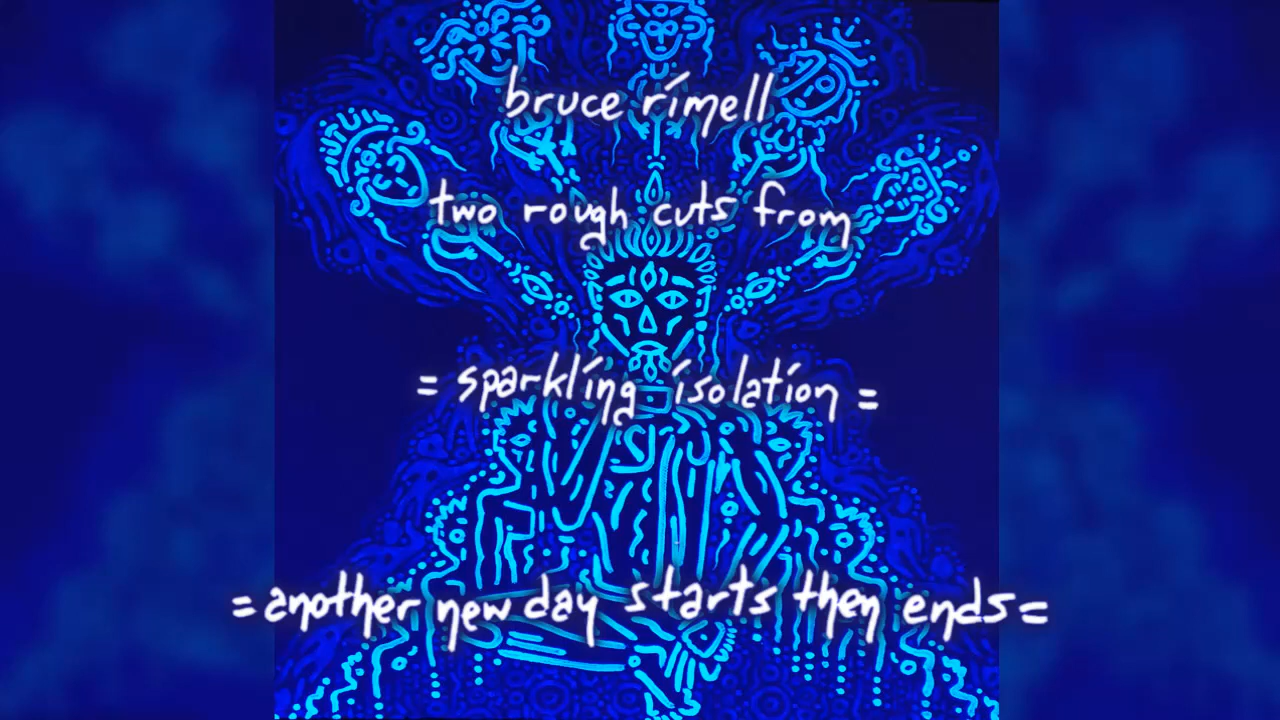 bruce rimell
two rough cuts from
= sparkling isolation =
= another new day starts then ends =